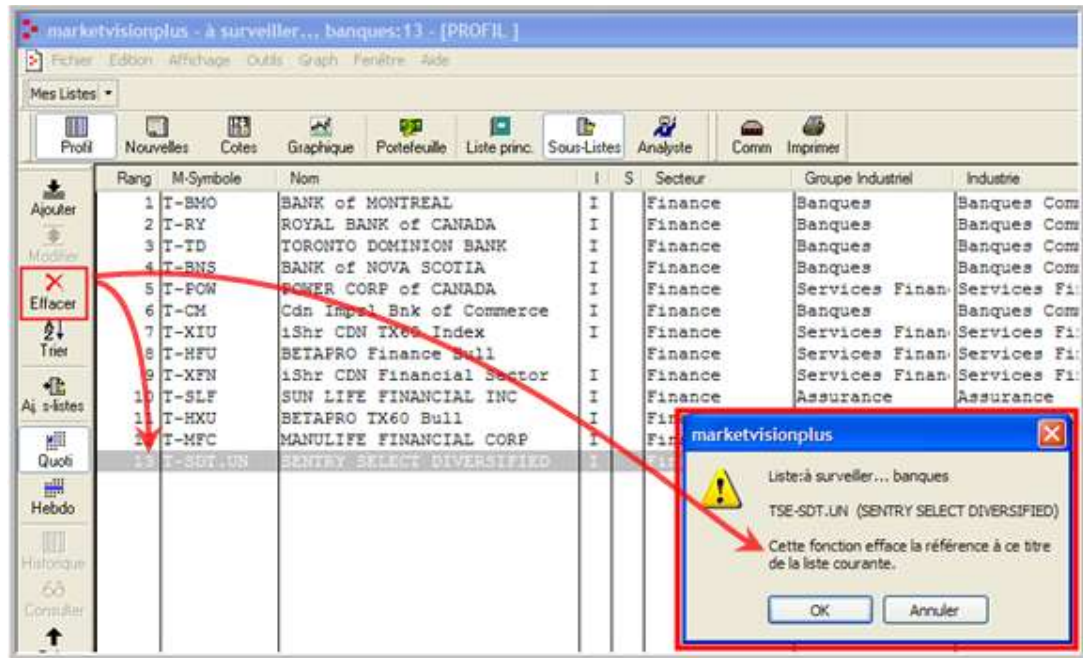 marketvisionplus - à surveiller... banques:13 - [PROFIL ]
Fichier Edition Affichage Outils Graph Fenêtre Aide
Mes Listes
Profil Nouvelles Cotes Graphique Portefeuille Liste princ. Sous-Listes Analyste Comm Imprimer
Rang M-Symbole Nom I S Secteur Groupe Industriel Industrie
1 T-BMO BANK of MONTREAL I Finance Banques Banques Com
2 T-RY ROYAL BANK of CANADA I Finance Banques Banques Com
3 T-TD TORONTO DOMINION BANK I Finance Banques Banques Com
4 T-BNS BANK of NOVA SCOTIA I Finance Banques Banques Com
5 T-POW POWER CORP of CANADA I Finance Services Finan Services Fi
6 T-CM Cdn Imprl Bnk of Commerce I Finance Banques Banques Com
7 T-XIU iShr CDN TX60 Index I Finance Services Finan Services Fi
8 T-HFU BETAPRO Finance Bull Finance Services Finan Services Fi
9 T-XFN iShr CDN Financial Sector I Finance Services Finan Services Fi
10 T-SLF SUN LIFE FINANCIAL INC I Finance Assurance Assurance
11 T-HXU BETAPRO TX60 Bull I Fin
12 T-MFC MANULIFE FINANCIAL CORP I Fin
13 T-SDT.UN SENTRY SELECT DIVERSIFIED I
Ajouter
Modifier
Effacer
Trier
Aj. s-listes
Quoti
Hebdo
Historique
Consulter
marketvisionplus
Liste:à surveiller... banques
TSE-SDT.UN (SENTRY SELECT DIVERSIFIED)
Cette fonction efface la référence à ce titre
de la liste courante.
OK Annuler